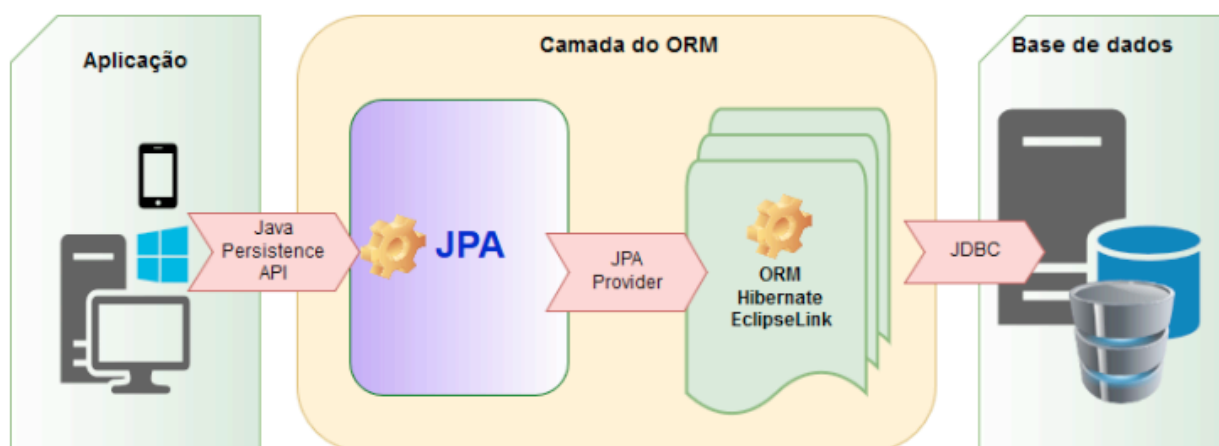 Aplicação
Camada do ORM
Base de dados
Java
Persistence
API
JPA
JPA
Provider
ORM
Hibernate
EclipseLink
JDBC